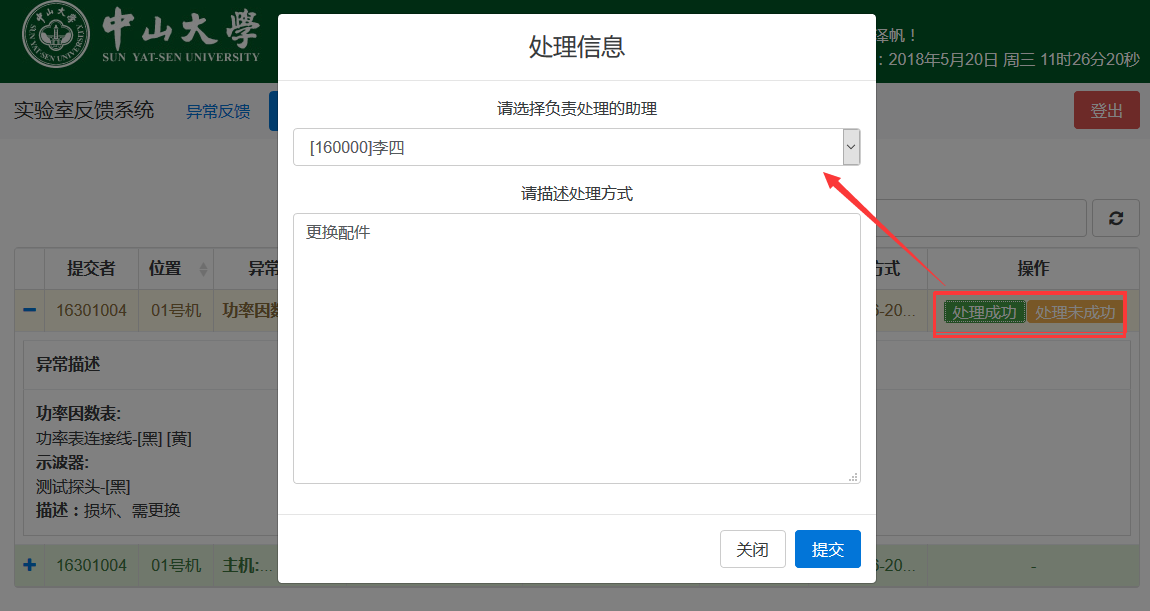 中山大學
SUN YAT-SEN UNIVERSITY
泽帆！
: 2018年5月20日 周三 11时26分20秒
实验室反馈系统
异常反馈
登出
处理信息
请选择负责处理的助理
[160000]李四
请描述处理方式
更换配件
关闭
提交
提交者
位置
异常
方式
操作
16301004
01号机
功率因数
6-20...
处理成功
处理未成功
异常描述
功率因数表:
功率表连接线-[黑] [黄]
示波器:
测试探头-[黑]
描述：损坏、需更换
16301004
01号机
主机:...
6-20...
-